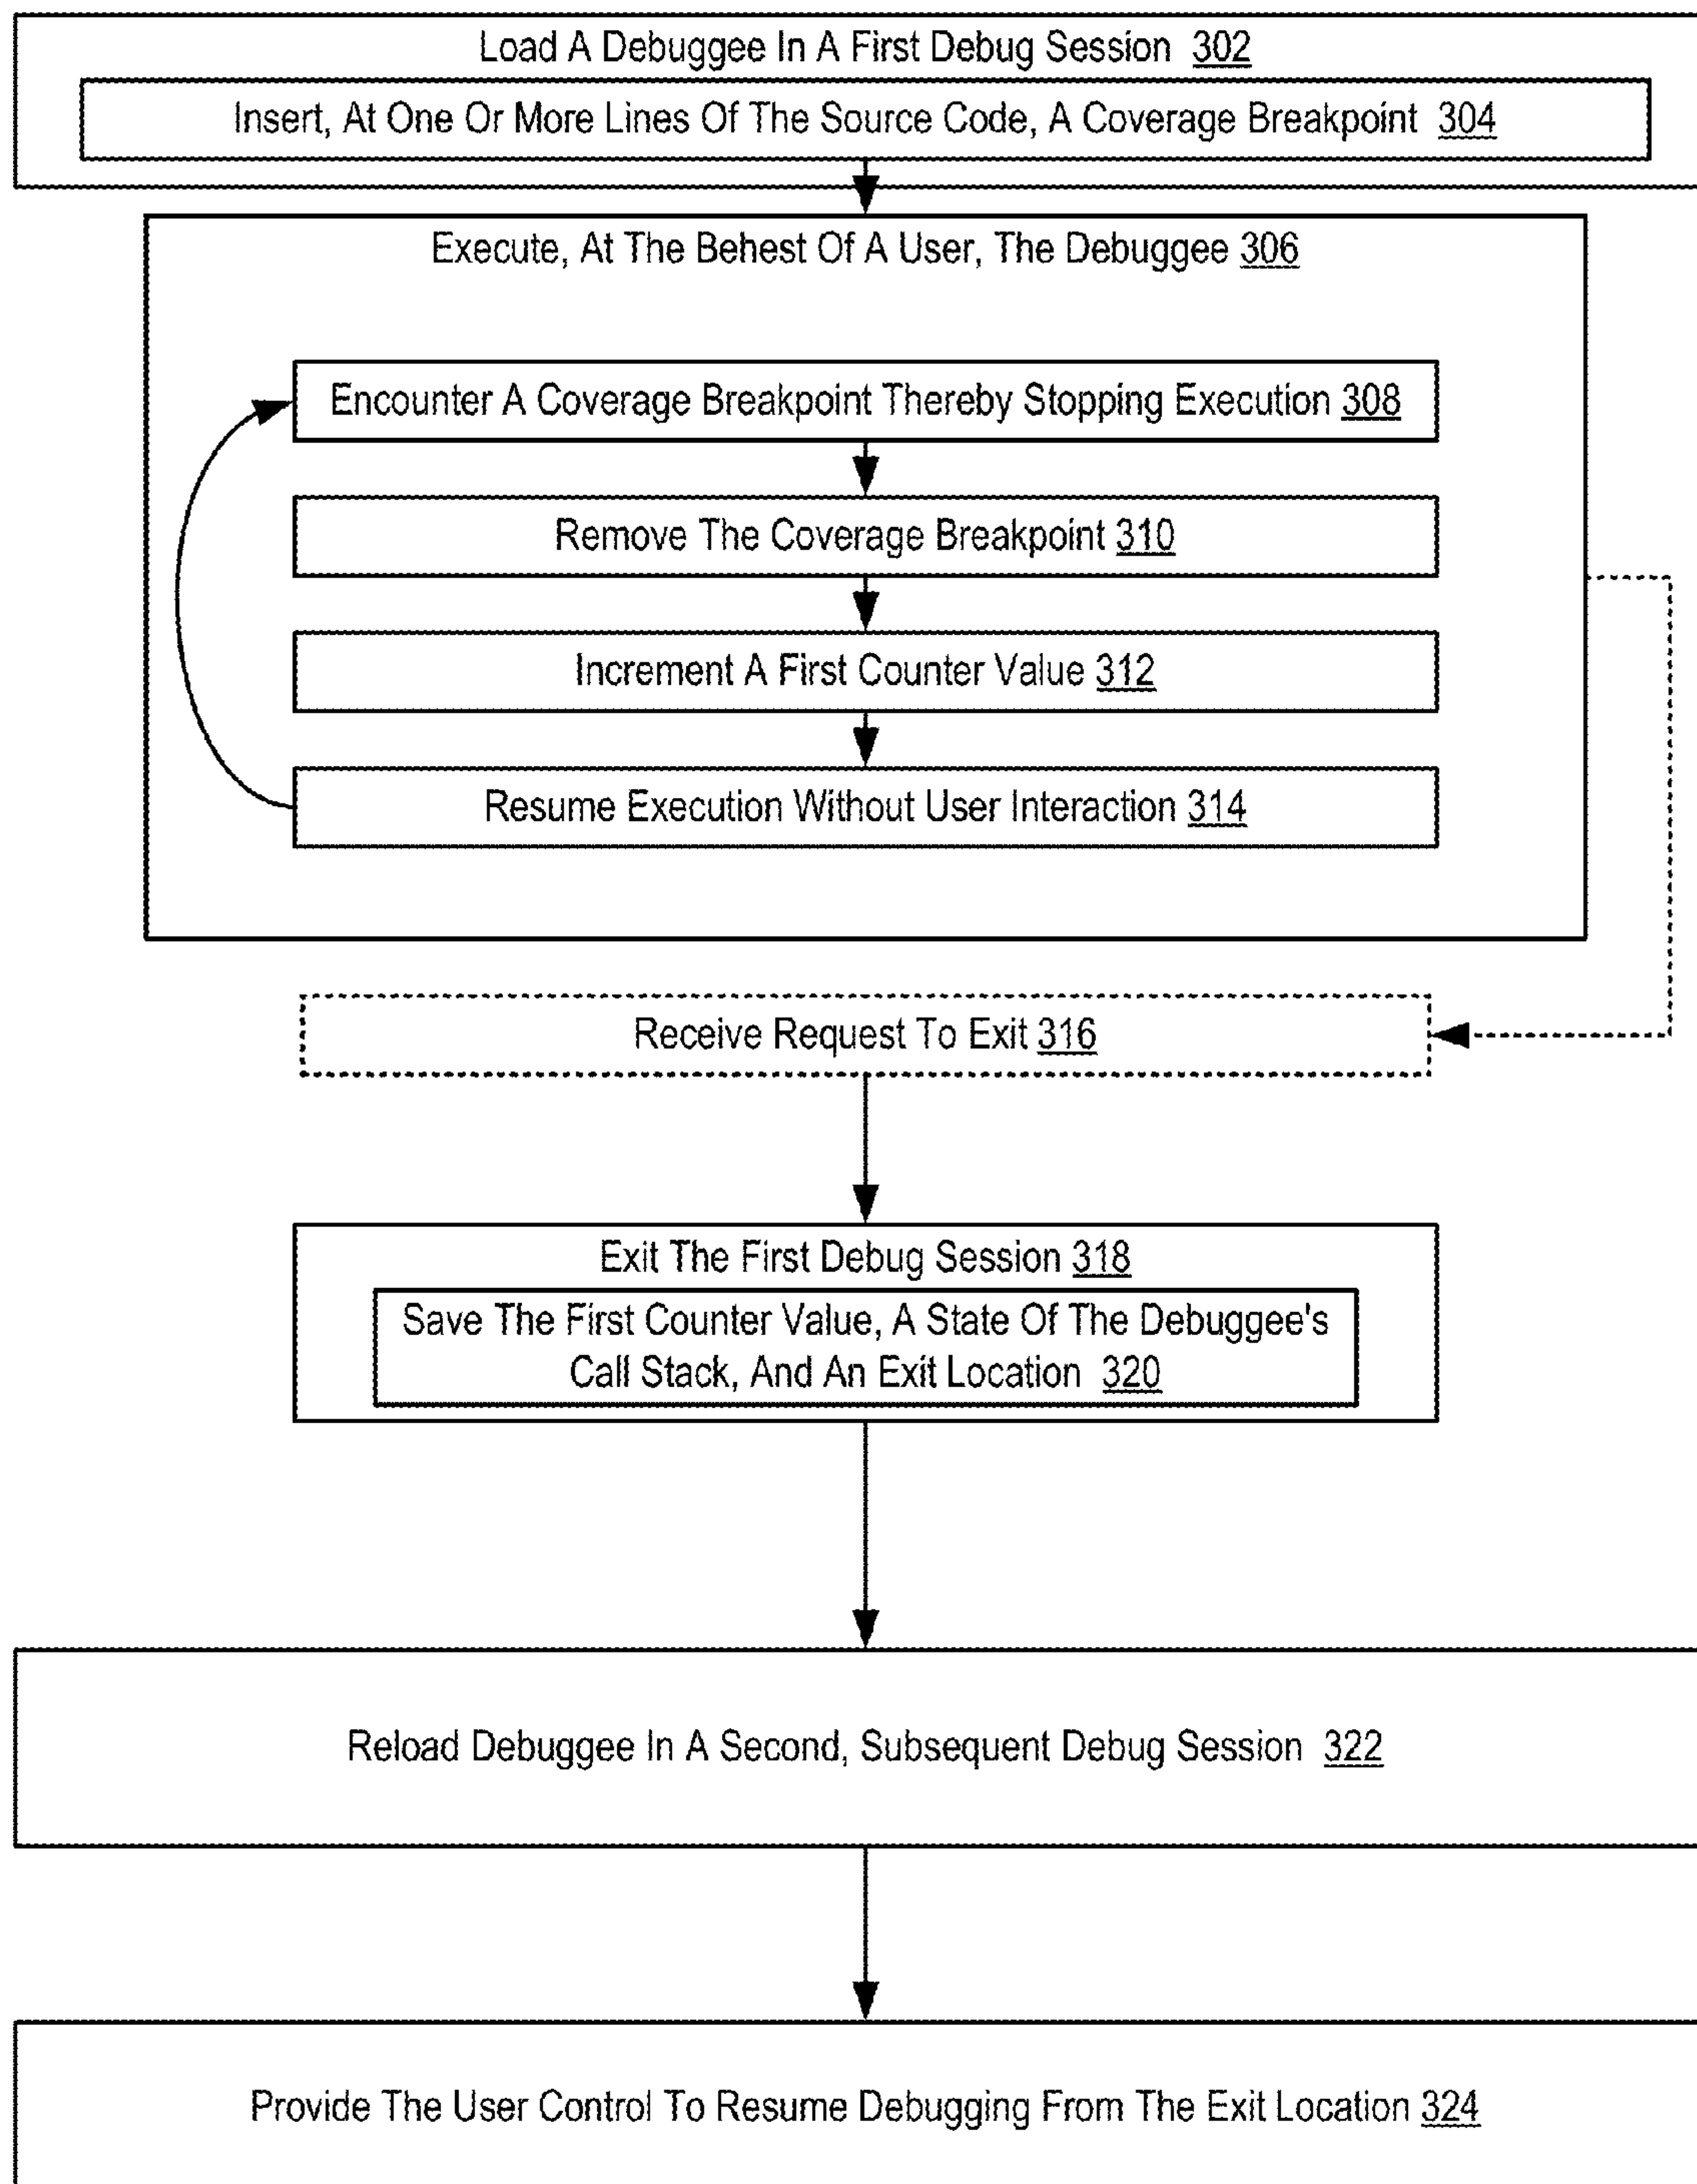 Load A Debuggee In A First Debug Session 302
Insert, At One Or More Lines Of The Source Code, A Coverage Breakpoint 304
Execute, At The Behest Of A User, The Debuggee 306
Encounter A Coverage Breakpoint Thereby Stopping Execution 308
Remove The Coverage Breakpoint 310
Increment A First Counter Value 312
Resume Execution Without User Interaction 314
Receive Request To Exit 316
Exit The First Debug Session 318
Save The First Counter Value, A State Of The Debuggee's
Call Stack, And An Exit Location 320
Reload Debuggee In A Second, Subsequent Debug Session 322
Provide The User Control To Resume Debugging From The Exit Location 324